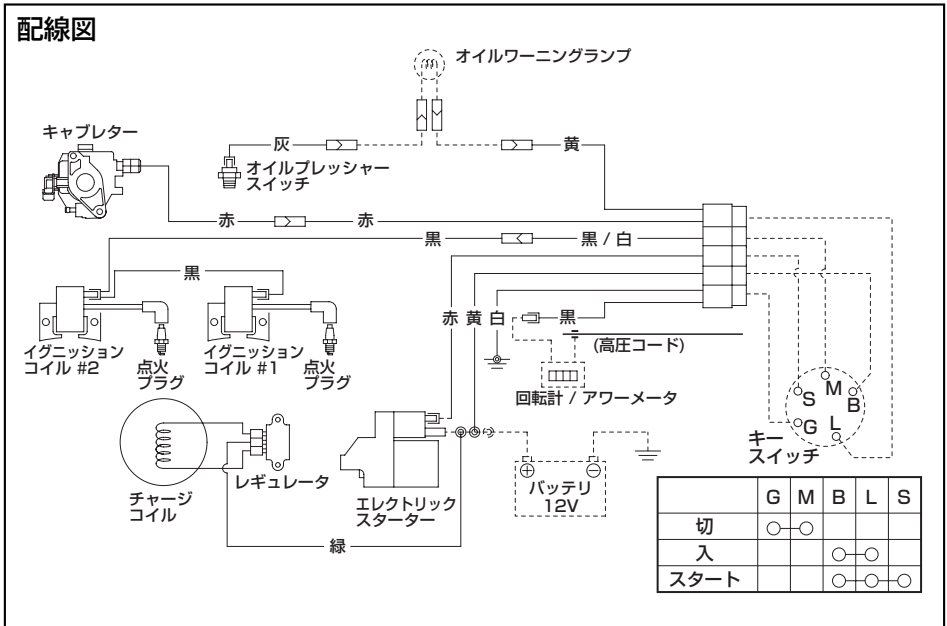 配線図
オイルワーニングランプ
キャブレター
灰
黄
オイルプレッシャー
スイッチ
赤
赤
黒
黒 / 白
黒
赤
黄
白
黒
(高圧コード)
イグニッション
コイル #2
点火
プラグ
イグニッション
コイル #1
点火
プラグ
回転計 / アワーメータ
M
S
B
G
L
キー
スイッチ
チャージ
コイル
レギュレータ
エレクトリック
スターター
バッテリ
12V
緑
G M B L S
切
入
スタート